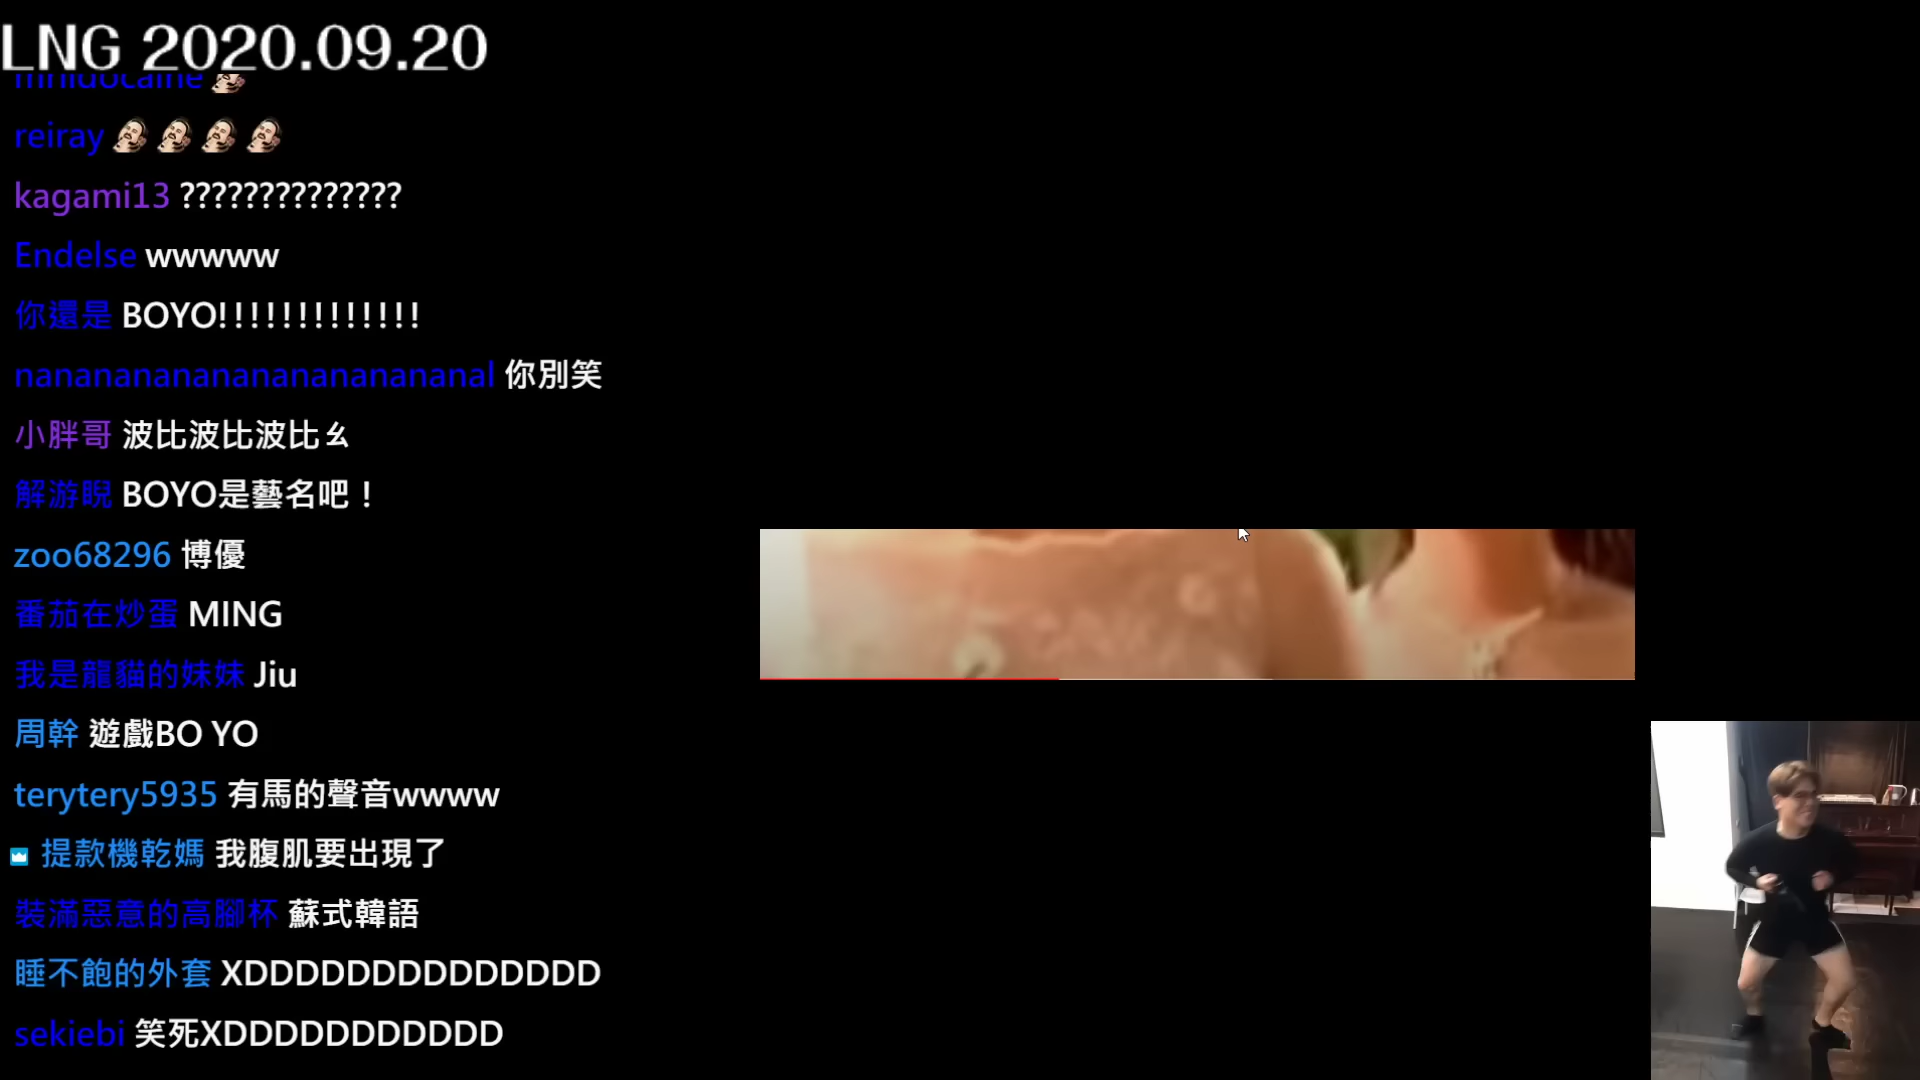 LNG 2020.09.20
reiray
kagami13 ??????????????
Endelse wwwww
你還是 BOYO!!!!!!!!!!!!!
nanananananananananananal 你別笑
小胖哥 波比波比波比ㄠ
解游睨 BOYO是藝名吧！
zoo68296 博優
番茄在炒蛋 MING
我是龍貓的妹妹 Jiu
周幹 遊戲BO YO
terytery5935 有馬的聲音wwww
提款機乾媽 我腹肌要出現了
裝滿惡意的高腳杯 蘇式韓語
睡不飽的外套 XDDDDDDDDDDDDDD
sekiebi 笑死XDDDDDDDDDDD